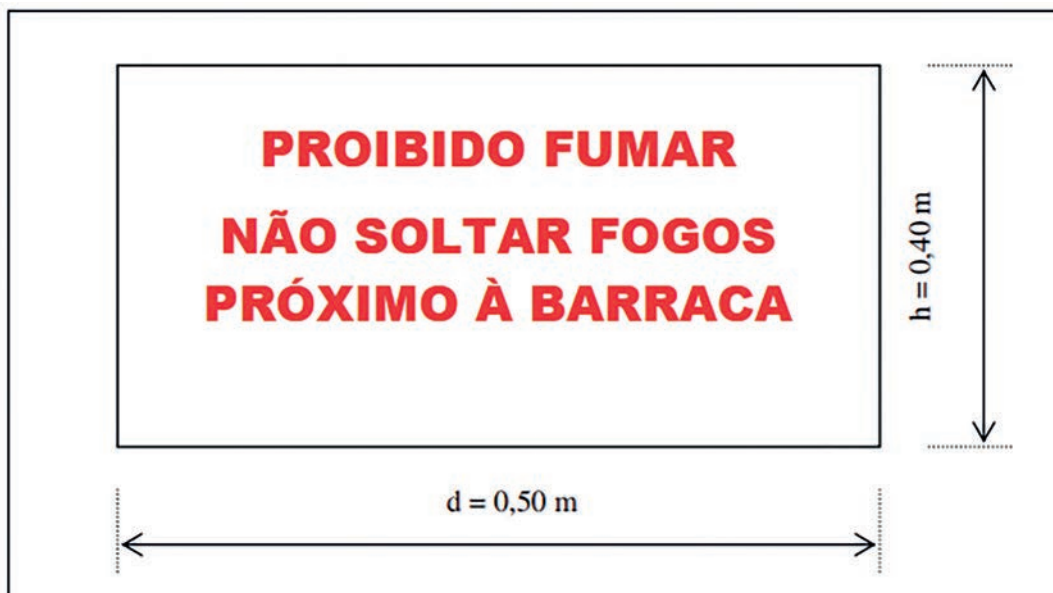 PROIBIDO FUMAR
NÃO SOLTAR FOGOS
PRÓXIMO À BARRACA
h = 0,40 m
d = 0,50 m